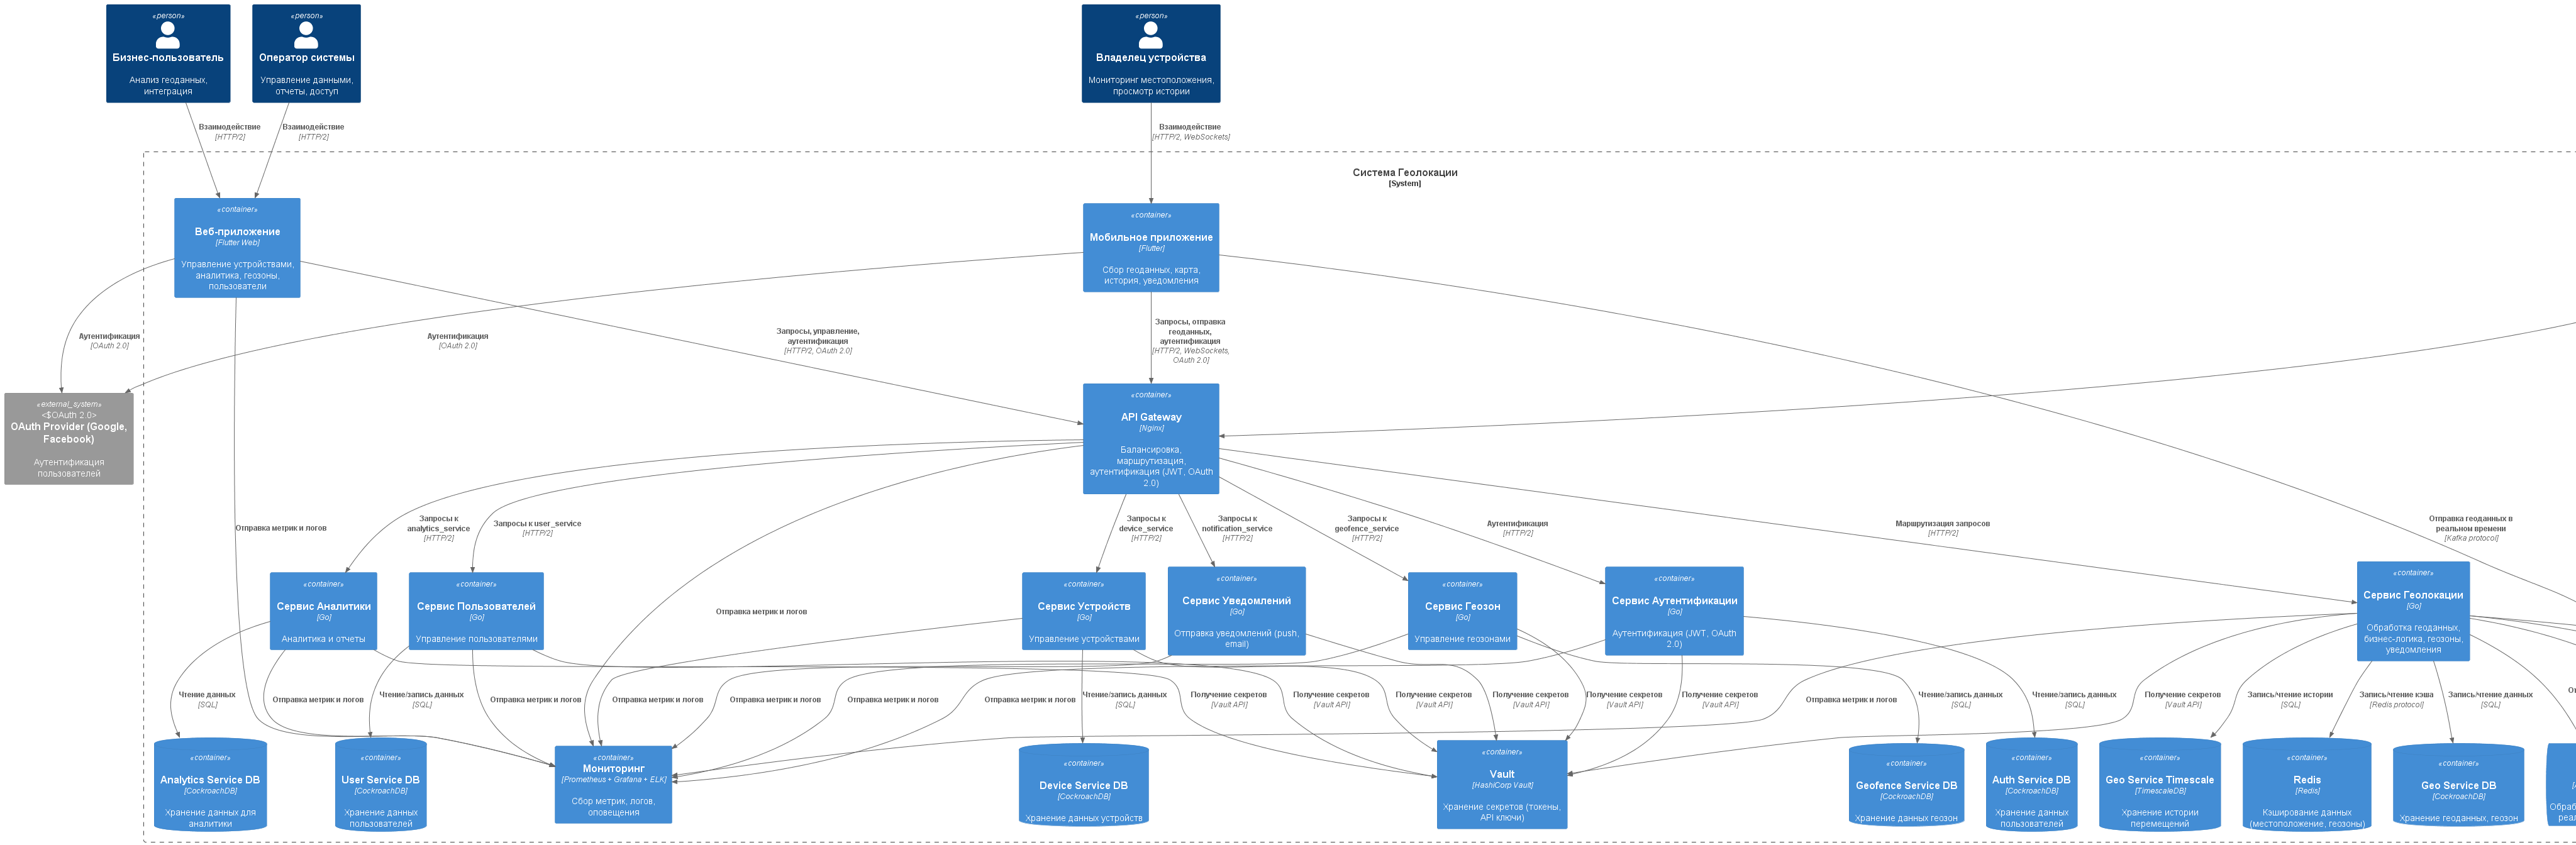 «person»
Бизнес-пользователь
Анализ геоданных,
интеграция
«person»
Оператор системы
Управление данными,
отчеты, доступ
«person»
Владелец устройства
Мониторинг местоположения,
просмотр истории
Взаимодействие
[HTTP/2]
Взаимодействие
[HTTP/2]
Взаимодействие
[HTTP/2, WebSockets]
Система Геолокации
[System]
«container»
Веб-приложение
[Flutter Web]
Управление устройствами,
аналитика, геозоны,
пользователи
«container»
Мобильное приложение
[Flutter]
Сбор геоданных, карта,
история, уведомления
Аутентификация
[OAuth 2.0]
Аутентификация
[OAuth 2.0]
Запросы, управление,
аутентификация
[HTTP/2, OAuth 2.0]
Запросы, отправка
геоданных,
аутентификация
[HTTP/2, WebSockets,
OAuth 2.0]
«external_system»
<$OAuth 2.0>
OAuth Provider (Google,
Facebook)
Аутентификация
пользователей
«container»
API Gateway
[Nginx]
Балансировка,
маршрутизация,
аутентификация (JWT, OAuth
2.0)
Отправка метрик и логов
Запросы к
analytics_service
[HTTP/2]
Запросы к user_service
[HTTP/2]
Отправка метрик и логов
Запросы к
device_service
[HTTP/2]
Запросы к
notification_service
[HTTP/2]
Запросы к
geofence_service
[HTTP/2]
Аутентификация
[HTTP/2]
Маршрутизация запросов
[HTTP/2]
Отправка геоданных в
реальном времени
[Kafka protocol]
«container»
Сервис Аналитики
[Go]
Аналитика и отчеты
«container»
Сервис Пользователей
[Go]
Управление пользователями
«container»
Сервис Устройств
[Go]
Управление устройствами
«container»
Сервис Уведомлений
[Go]
Отправка уведомлений (push,
email)
«container»
Сервис Геозон
[Go]
Управление геозонами
«container»
Сервис Аутентификации
[Go]
Аутентификация (JWT, OAuth
2.0)
«container»
Сервис Геолокации
[Go]
Обработка геоданных,
бизнес-логика, геозоны,
уведомления
Чтение данных
[SQL]
Отправка метрик и логов
Чтение/запись данных
[SQL]
Отправка метрик и логов
Отправка метрик и логов
Отправка метрик и логов
Отправка метрик и логов
Отправка метрик и логов
Чтение/запись данных
[SQL]
Получение секретов
[Vault API]
Получение секретов
[Vault API]
Получение секретов
[Vault API]
Получение секретов
[Vault API]
Получение секретов
[Vault API]
Получение секретов
[Vault API]
Отправка метрик и логов
Чтение/запись данных
[SQL]
Чтение/запись данных
[SQL]
Получение секретов
[Vault API]
Запись/чтение истории
[SQL]
Запись/чтение кэша
[Redis protocol]
Запись/чтение данных
[SQL]
«container»
Analytics Service DB
[CockroachDB]
Хранение данных для
аналитики
«container»
User Service DB
[CockroachDB]
Хранение данных
пользователей
«container»
Мониторинг
[Prometheus + Grafana + ELK]
Сбор метрик, логов,
оповещения
«container»
Device Service DB
[CockroachDB]
Хранение данных устройств
«container»
Vault
[HashiCorp Vault]
Хранение секретов (токены,
API ключи)
«container»
Geofence Service DB
[CockroachDB]
Хранение данных геозон
«container»
Auth Service DB
[CockroachDB]
Хранение данных
пользователей
«container»
Geo Service Timescale
[TimescaleDB]
Хранение истории
перемещений
«container»
Redis
[Redis]
Кэширование данных
(местоположение, геозоны)
«container»
Geo Service DB
[CockroachDB]
Хранение геоданных, геозон